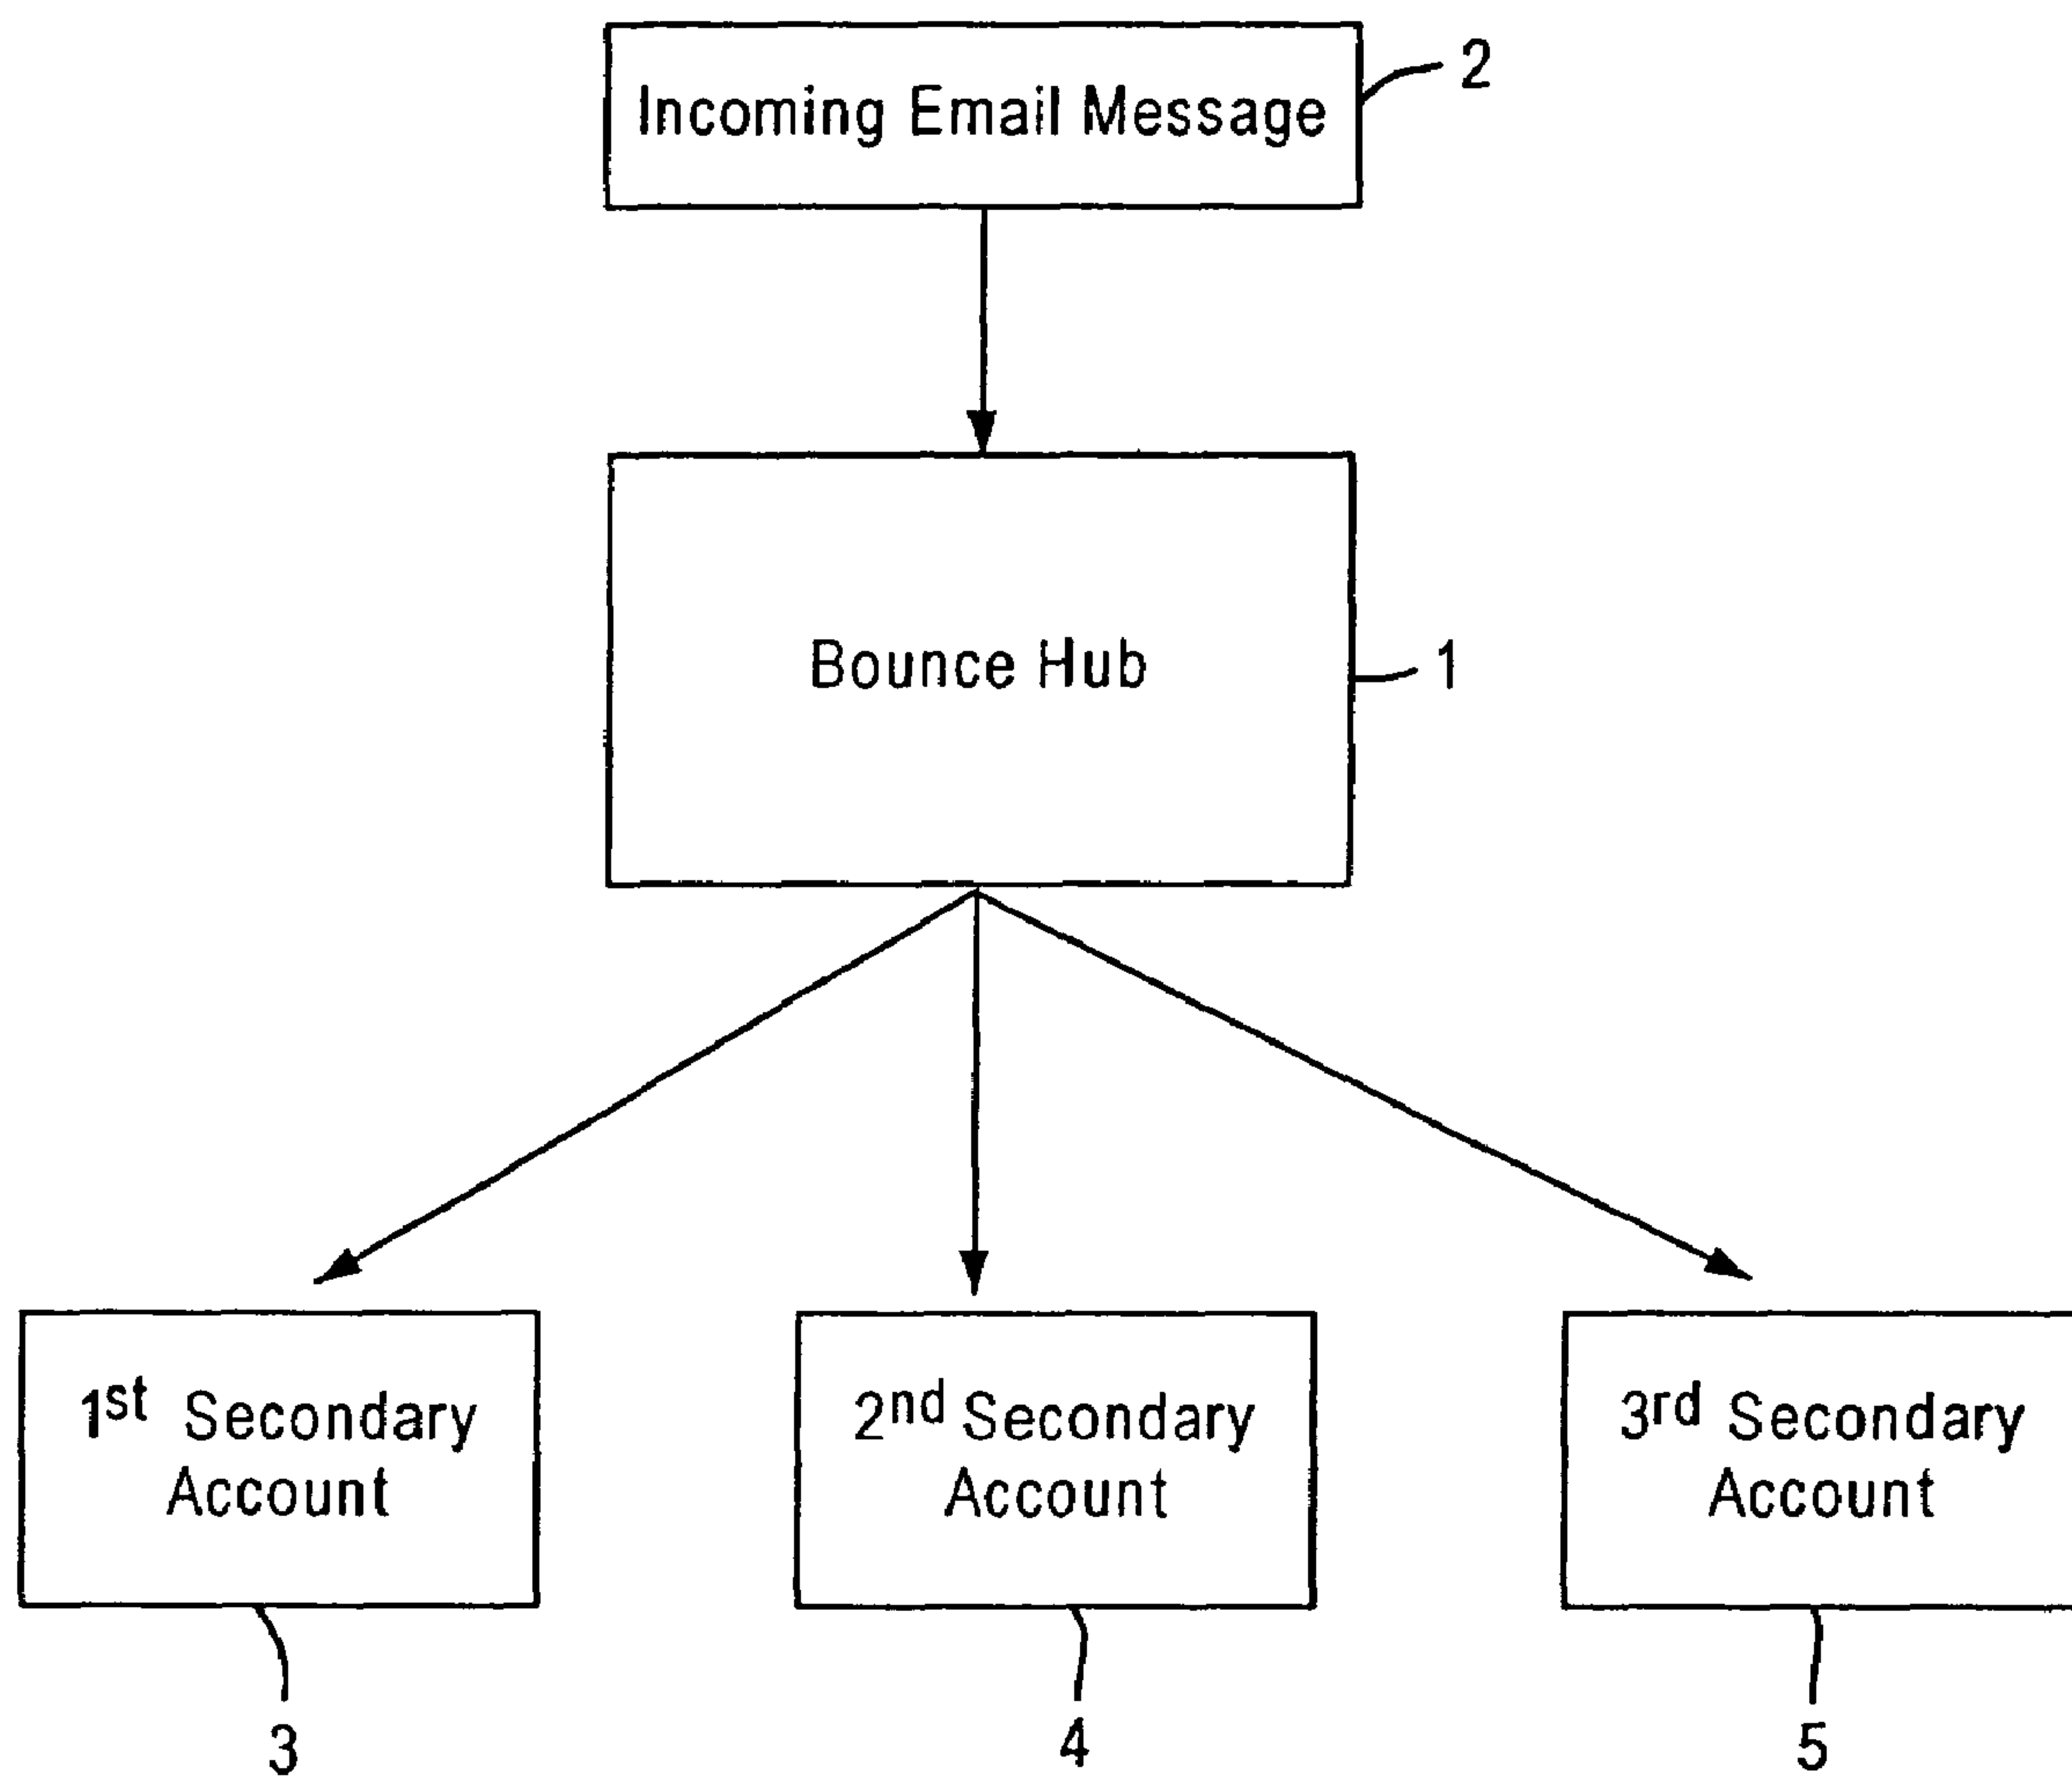 Incoming Email Message
2
Bounce Hub
1
1st Secondary
Account
2nd Secondary
Account
3rd Secondary
Account
3
4
5